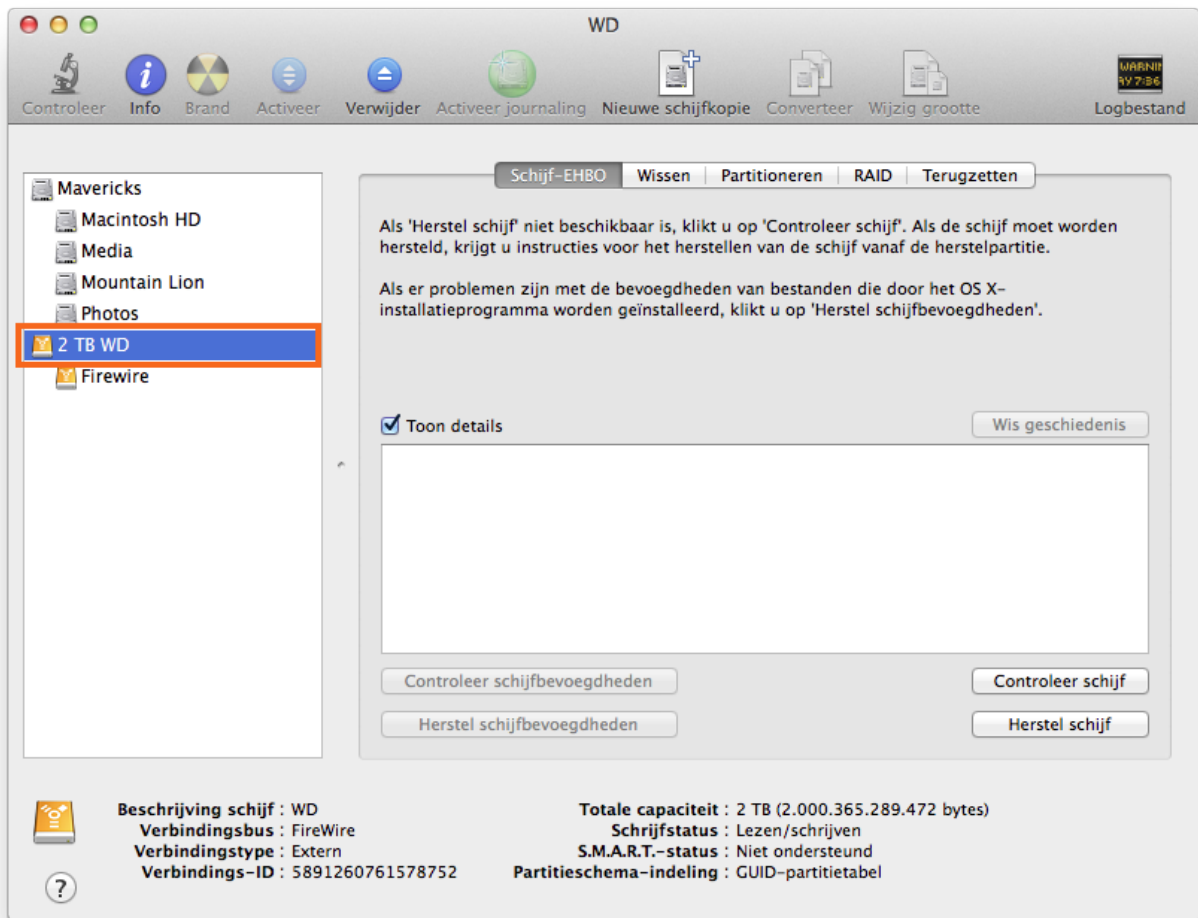 WD
Controleer Info Brand Activeer Verwijder Activeer journaling Nieuwe schijfkopie Converteer Wijzig grootte Logbestand
WARNIN
AY 7:36
Mavericks
Macintosh HD
Media
Mountain Lion
Photos
2 TB WD
Firewire
Schijf-EHBO Wissen Partitioneren RAID Terugzetten
Als 'Herstel schijf' niet beschikbaar is, klikt u op 'Controleer schijf'. Als de schijf moet worden
hersteld, krijgt u instructies voor het herstellen van de schijf vanaf de herstelpartitie.
Als er problemen zijn met de bevoegdheden van bestanden die door het OS X-
installatieprogramma worden geïnstalleerd, klikt u op 'Herstel schijfbevoegdheden'.
Toon details
Wis geschiedenis
Controleer schijfbevoegdheden
Controleer schijf
Herstel schijfbevoegdheden
Herstel schijf
Beschrijving schijf : WD
Verbindingsbus : FireWire
Verbindingstype : Extern
Verbindings-ID : 5891260761578752
Totale capaciteit : 2 TB (2.000.365.289.472 bytes)
Schrijfstatus : Lezen/schrijven
S.M.A.R.T.-status : Niet ondersteund
Partitieschema-indeling : GUID-partitietabel
?